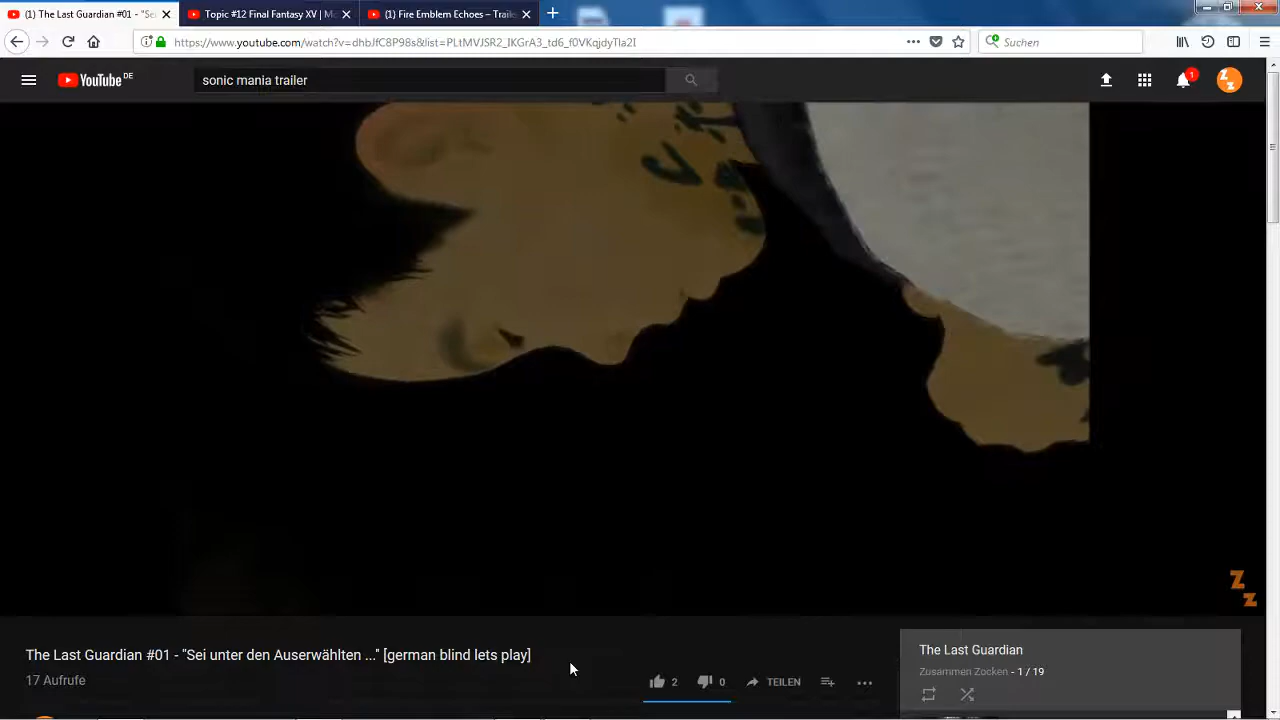 (1) The Last Guardian #01 - "Se
Topic #12 Final Fantasy XV | M
(1) Fire Emblem Echoes – Traile
https://www.youtube.com/watch?v=dhbJfC8P98s&list=PLtMVJSR2_IKGrA3_td6_f0VKqjdyTla2I
Suchen
YouTube DE
sonic mania trailer
1
Z
Z
Z
Z
The Last Guardian #01 - "Sei unter den Auserwählten ..." [german blind lets play]
17 Aufrufe
2
0
TEILEN
The Last Guardian
Zusammen Zocken - 1 / 19